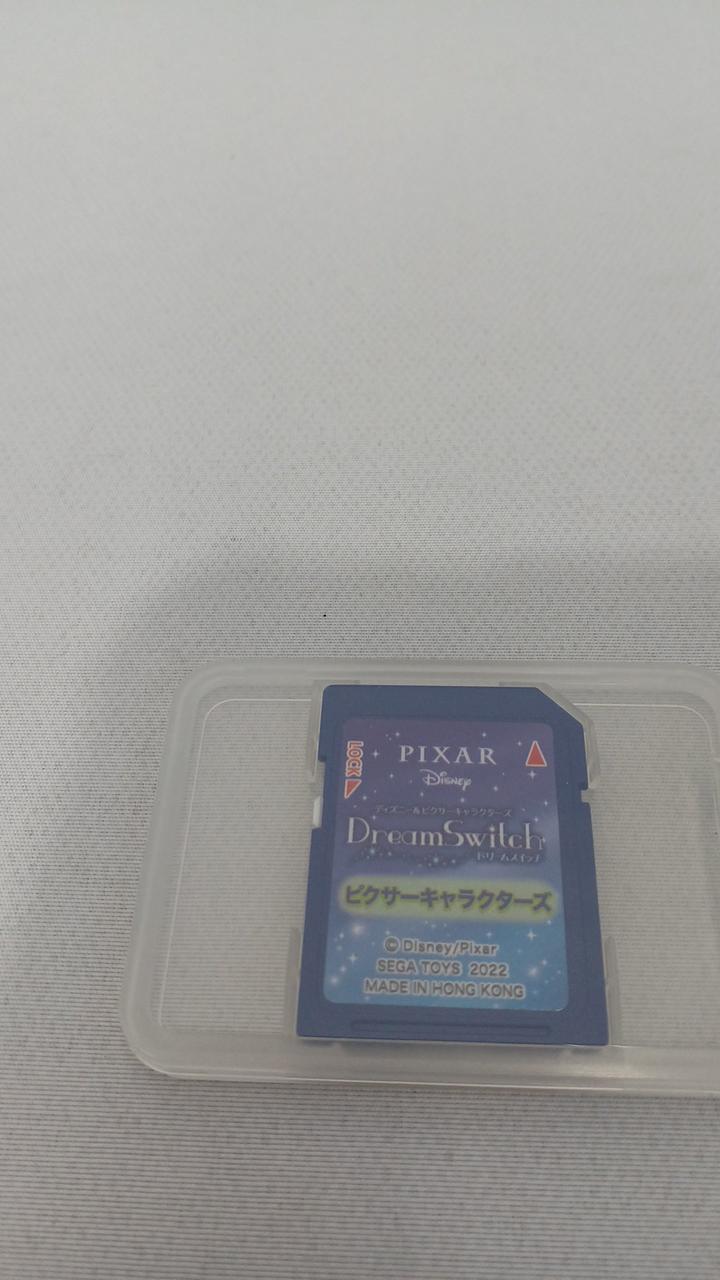 LOCK
PIXAR
Disney
ディズニー&ピクサーキャラクターズ
DreamSwitch
ドリームスイッチ
ピクサーキャラクターズ
© Disney/Pixar
SEGA TOYS 2022
MADE IN HONG KONG